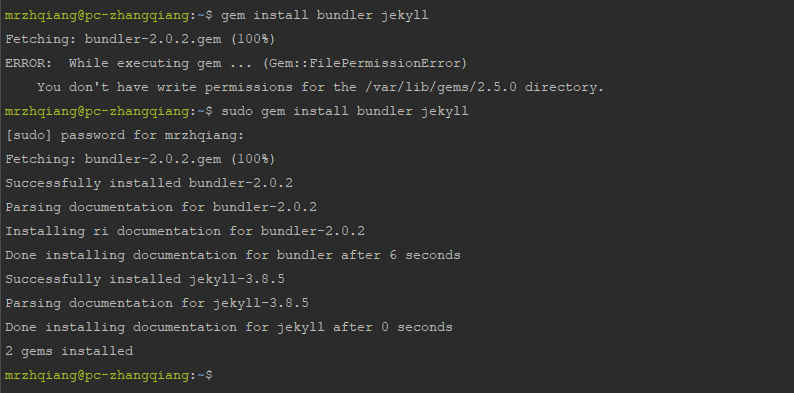 mrzhqiang@pc-zhangqiang:~$ gem install bundler jekyll
Fetching: bundler-2.0.2.gem (100%)
ERROR:  While executing gem ... (Gem::FilePermissionError)
    You don't have write permissions for the /var/lib/gems/2.5.0 directory.
mrzhqiang@pc-zhangqiang:~$ sudo gem install bundler jekyll
[sudo] password for mrzhqiang:
Fetching: bundler-2.0.2.gem (100%)
Successfully installed bundler-2.0.2
Parsing documentation for bundler-2.0.2
Installing ri documentation for bundler-2.0.2
Done installing documentation for bundler after 6 seconds
Successfully installed jekyll-3.8.5
Parsing documentation for jekyll-3.8.5
Done installing documentation for jekyll after 0 seconds
2 gems installed
mrzhqiang@pc-zhangqiang:~$